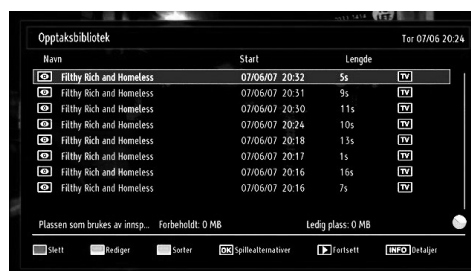 Opptaksbibliotek Tor 07/06 20:24
Navn Start Lengde
Filthy Rich and Homeless 07/06/07 20:32 5s TV
Filthy Rich and Homeless 07/06/07 20:31 9s TV
Filthy Rich and Homeless 07/06/07 20:30 11s TV
Filthy Rich and Homeless 07/06/07 20:24 10s TV
Filthy Rich and Homeless 07/06/07 20:18 13s TV
Filthy Rich and Homeless 07/06/07 20:17 1s TV
Filthy Rich and Homeless 07/06/07 20:16 16s TV
Filthy Rich and Homeless 07/06/07 20:16 7s TV
Plassen som brukes av innsp... Forbeholdt: 0 MB Ledig plass: 0 MB
Slett Rediger Sorter OK Spillealternativer Fortsett INFO Detaljer